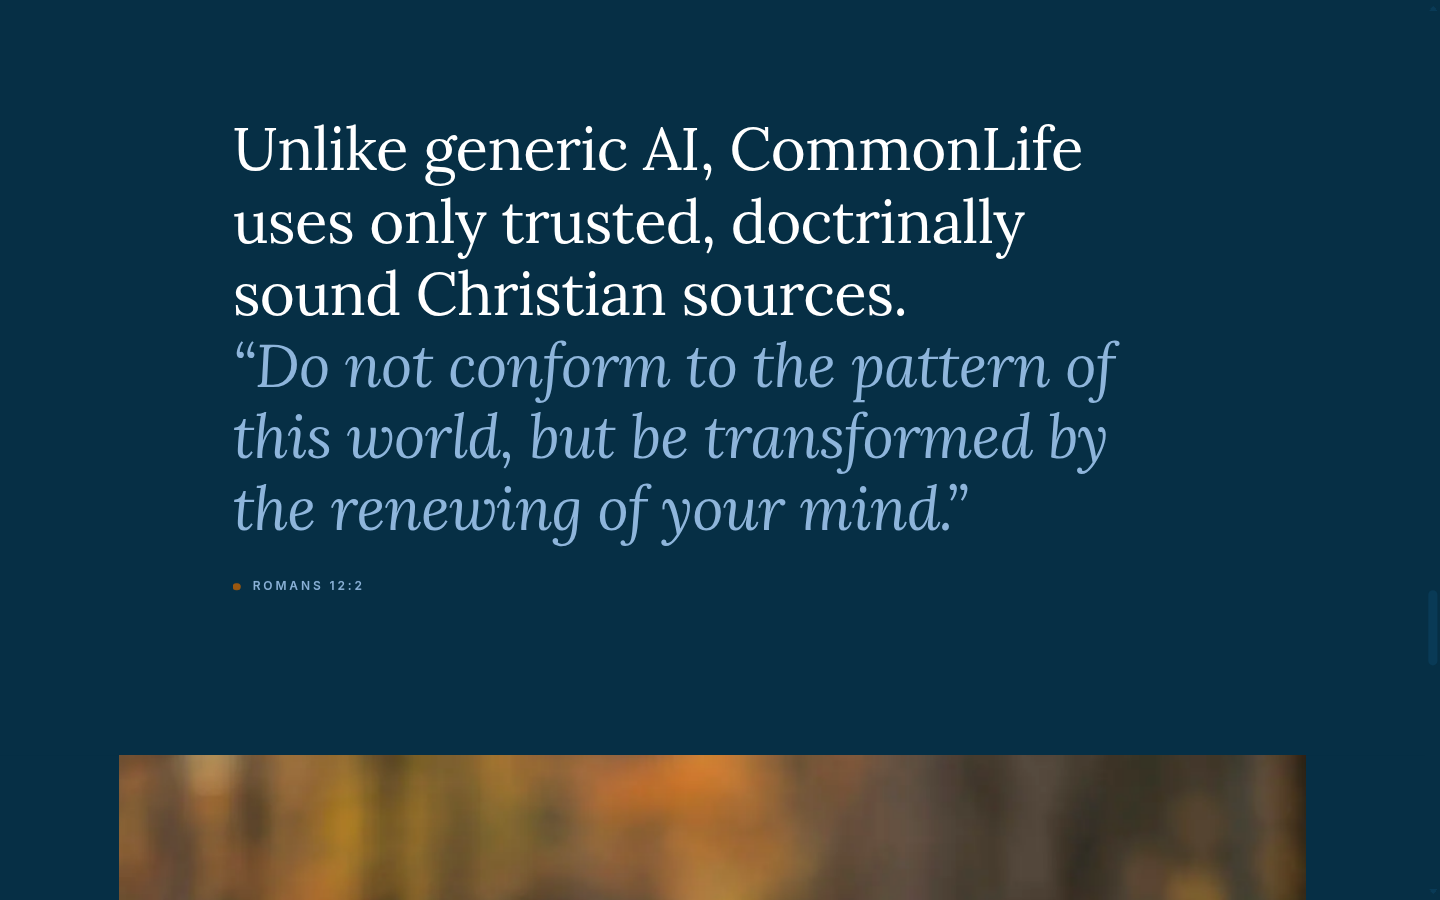 Unlike generic AI, CommonLife
uses only trusted, doctrinally
sound Christian sources.
“Do not conform to the pattern of
this world, but be transformed by
the renewing of your mind.”
ROMANS 12:2